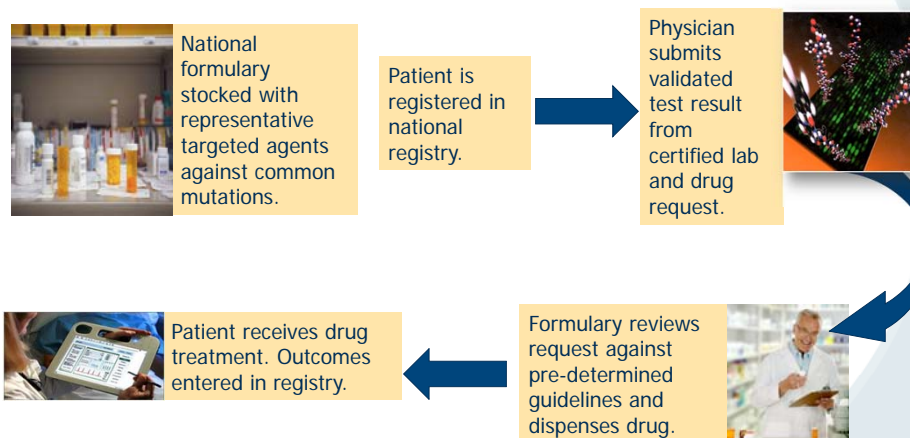 National
formulary
stocked with
representative
targeted agents
against common
mutations.
Patient is
registered in
national
registry.
Physician
submits
validated
test result
from
certified lab
and drug
request.
Formulary reviews
request against
pre-determined
guidelines and
dispenses drug.
Patient receives drug
treatment. Outcomes
entered in registry.